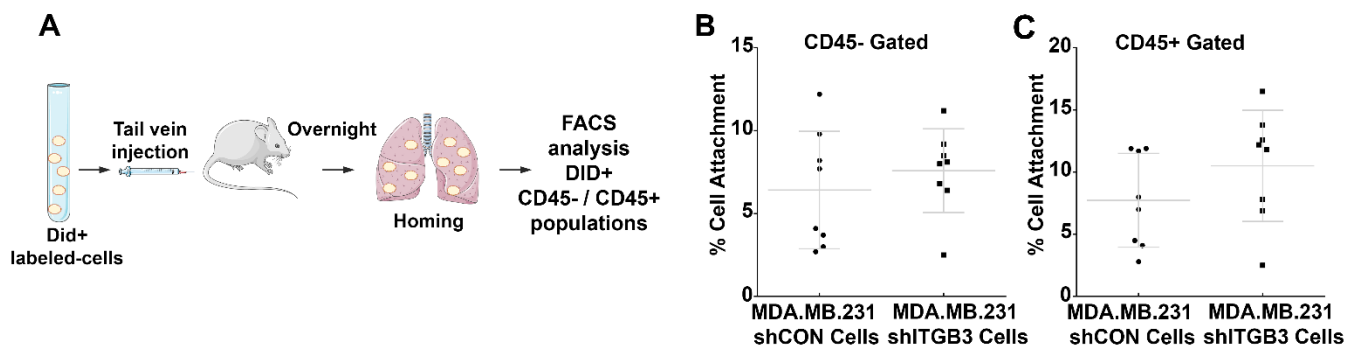 A
Did+
labeled-cells
Tail vein
injection
Overnight
Homing
FACS
analysis
DID+
CD45- / CD45+
populations
B
CD45- Gated
% Cell Attachment
15
10
5
0
MDA.MB.231
shCON Cells
MDA.MB.231
shITGB3 Cells
C
CD45+ Gated
% Cell Attachment
20
15
10
5
0
MDA.MB.231
shCON Cells
MDA.MB.231
shITGB3 Cells